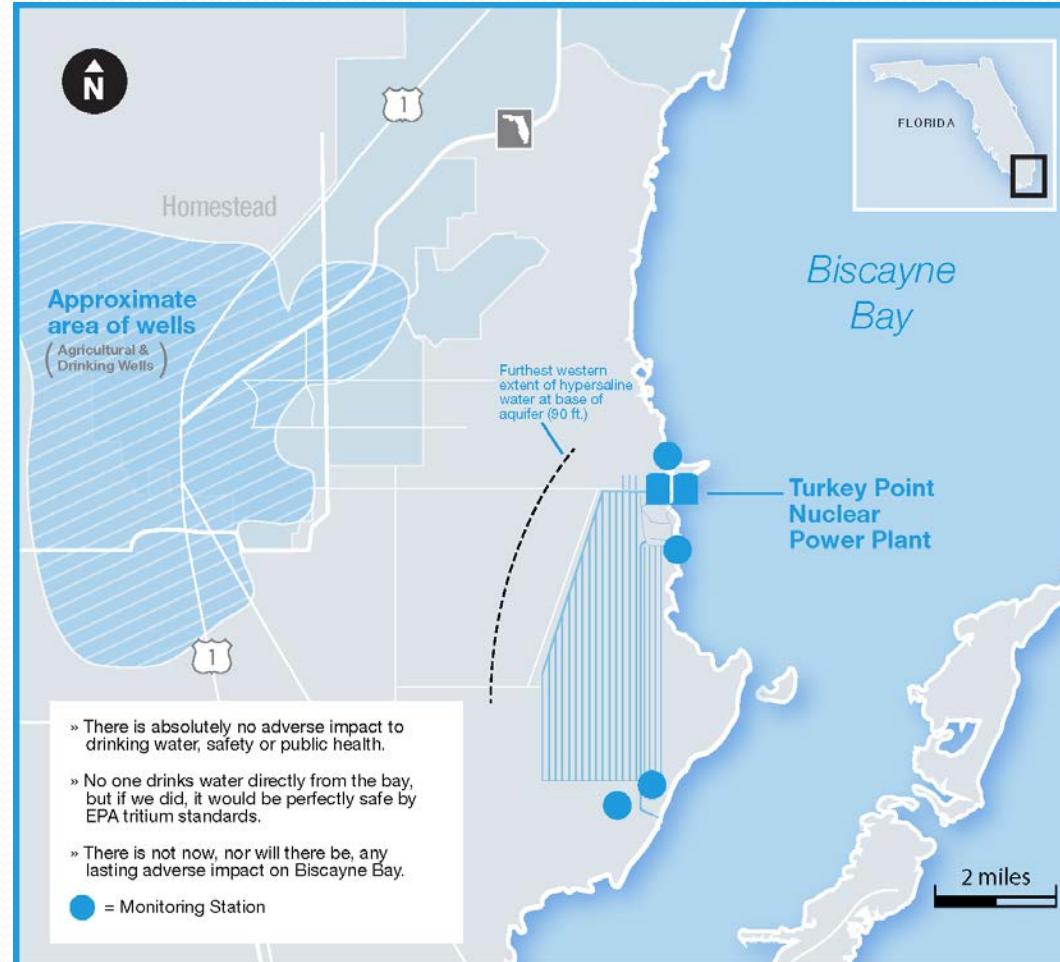 N
1
FLORIDA
Homestead
Biscayne
Bay
Approximate
area of wells
(Agricultural &
Drinking Wells)
Furthest western
extent of hypersaline
water at base of
aquifer (90 ft.)
Turkey Point
Nuclear
Power Plant
1
» There is absolutely no adverse impact to
drinking water, safety or public health.
» No one drinks water directly from the bay,
but if we did, it would be perfectly safe by
EPA tritium standards.
» There is not now, nor will there be, any
lasting adverse impact on Biscayne Bay.
= Monitoring Station
2 miles